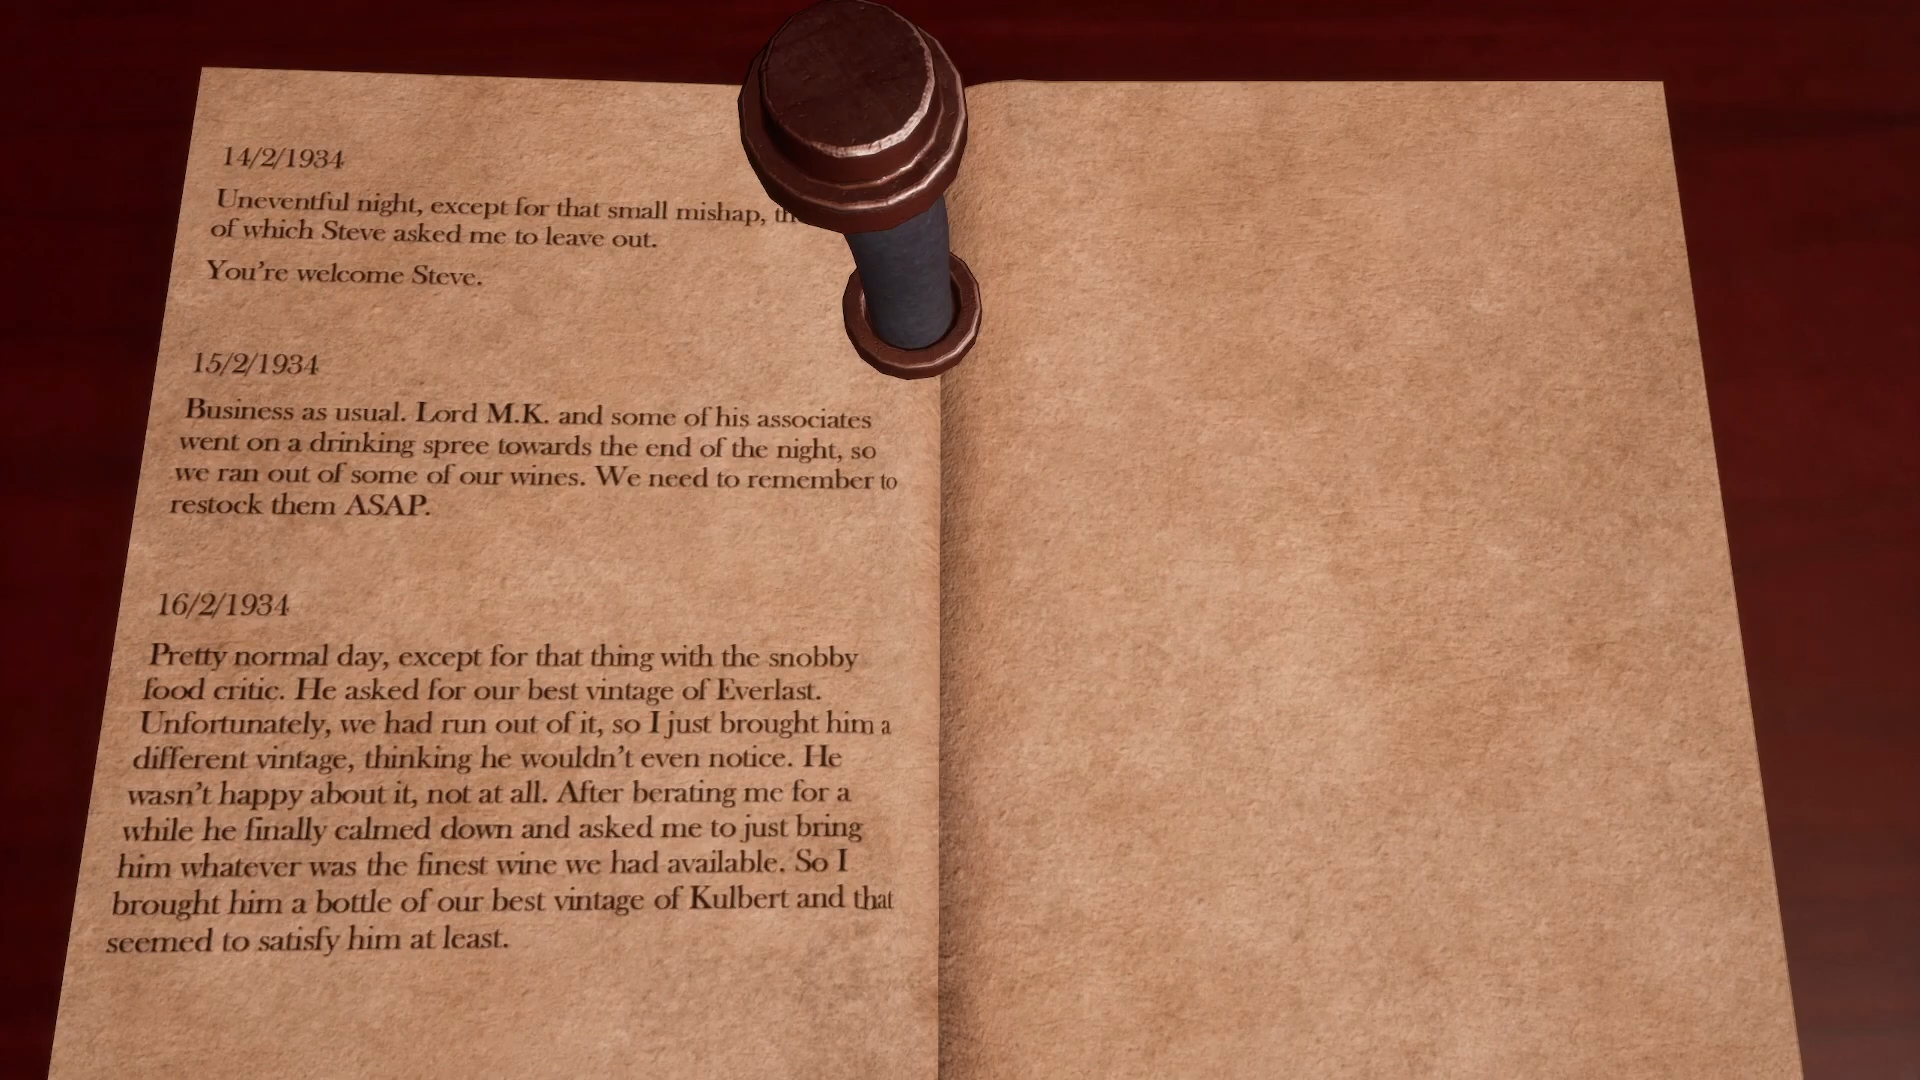 14/2/1934
Uneventful night, except for that small mishap,
of which Steve asked me to leave out.
You're welcome Steve.
15/2/1934
Business as usual. Lord M.K. and some of his associates
went on a drinking spree towards the end of the night, so
we ran out of some of our wines. We need to remember to
restock them ASAP.
16/2/1934
Pretty normal day, except for that thing with the snobby
food critic. He asked for our best vintage of Everlast.
Unfortunately, we had run out of it, so I just brought him a
different vintage, thinking he wouldn't even notice. He
wasn't happy about it, not at all. After berating me for a
while he finally calmed down and asked me to just bring
him whatever was the finest wine we had available. So I
brought him a bottle of our best vintage of Kulbert and that
seemed to satisfy him at least.